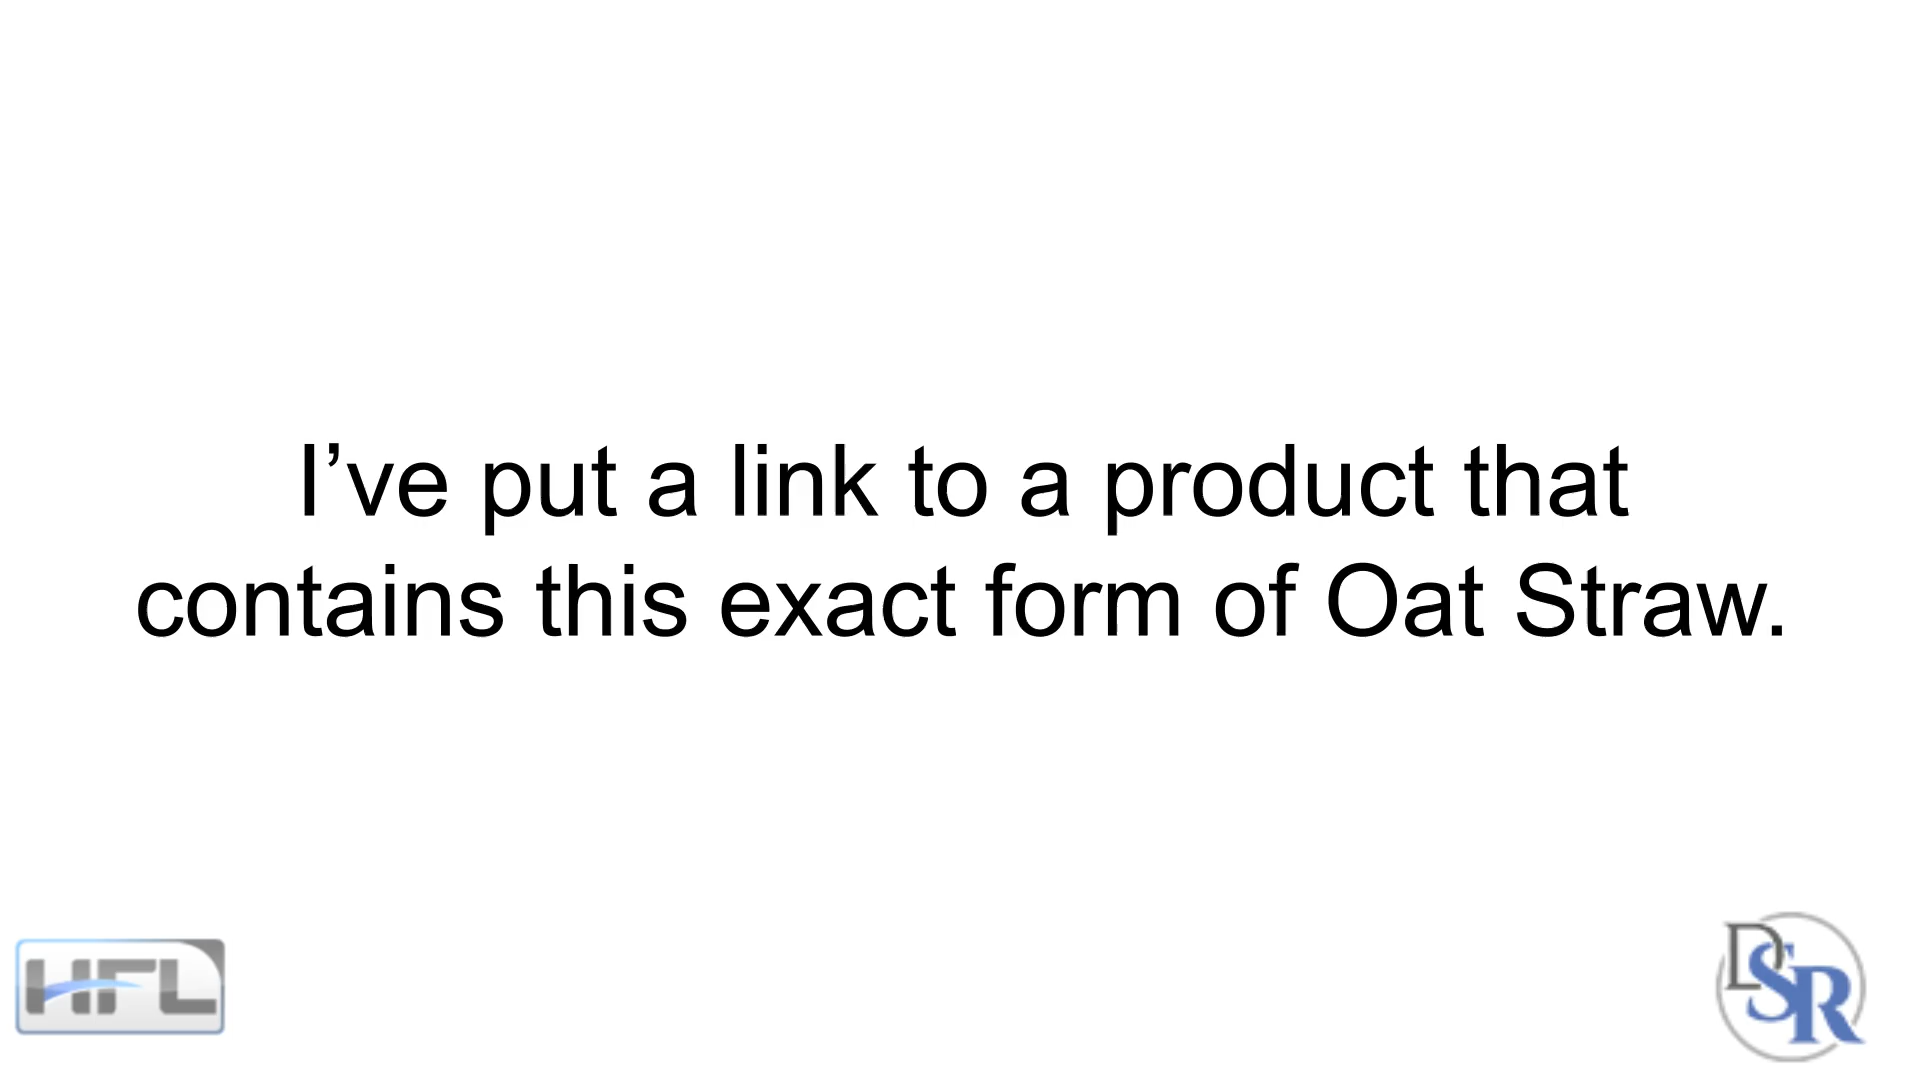 I’ve put a link to a product that
contains this exact form of Oat Straw.
HFL
DSR